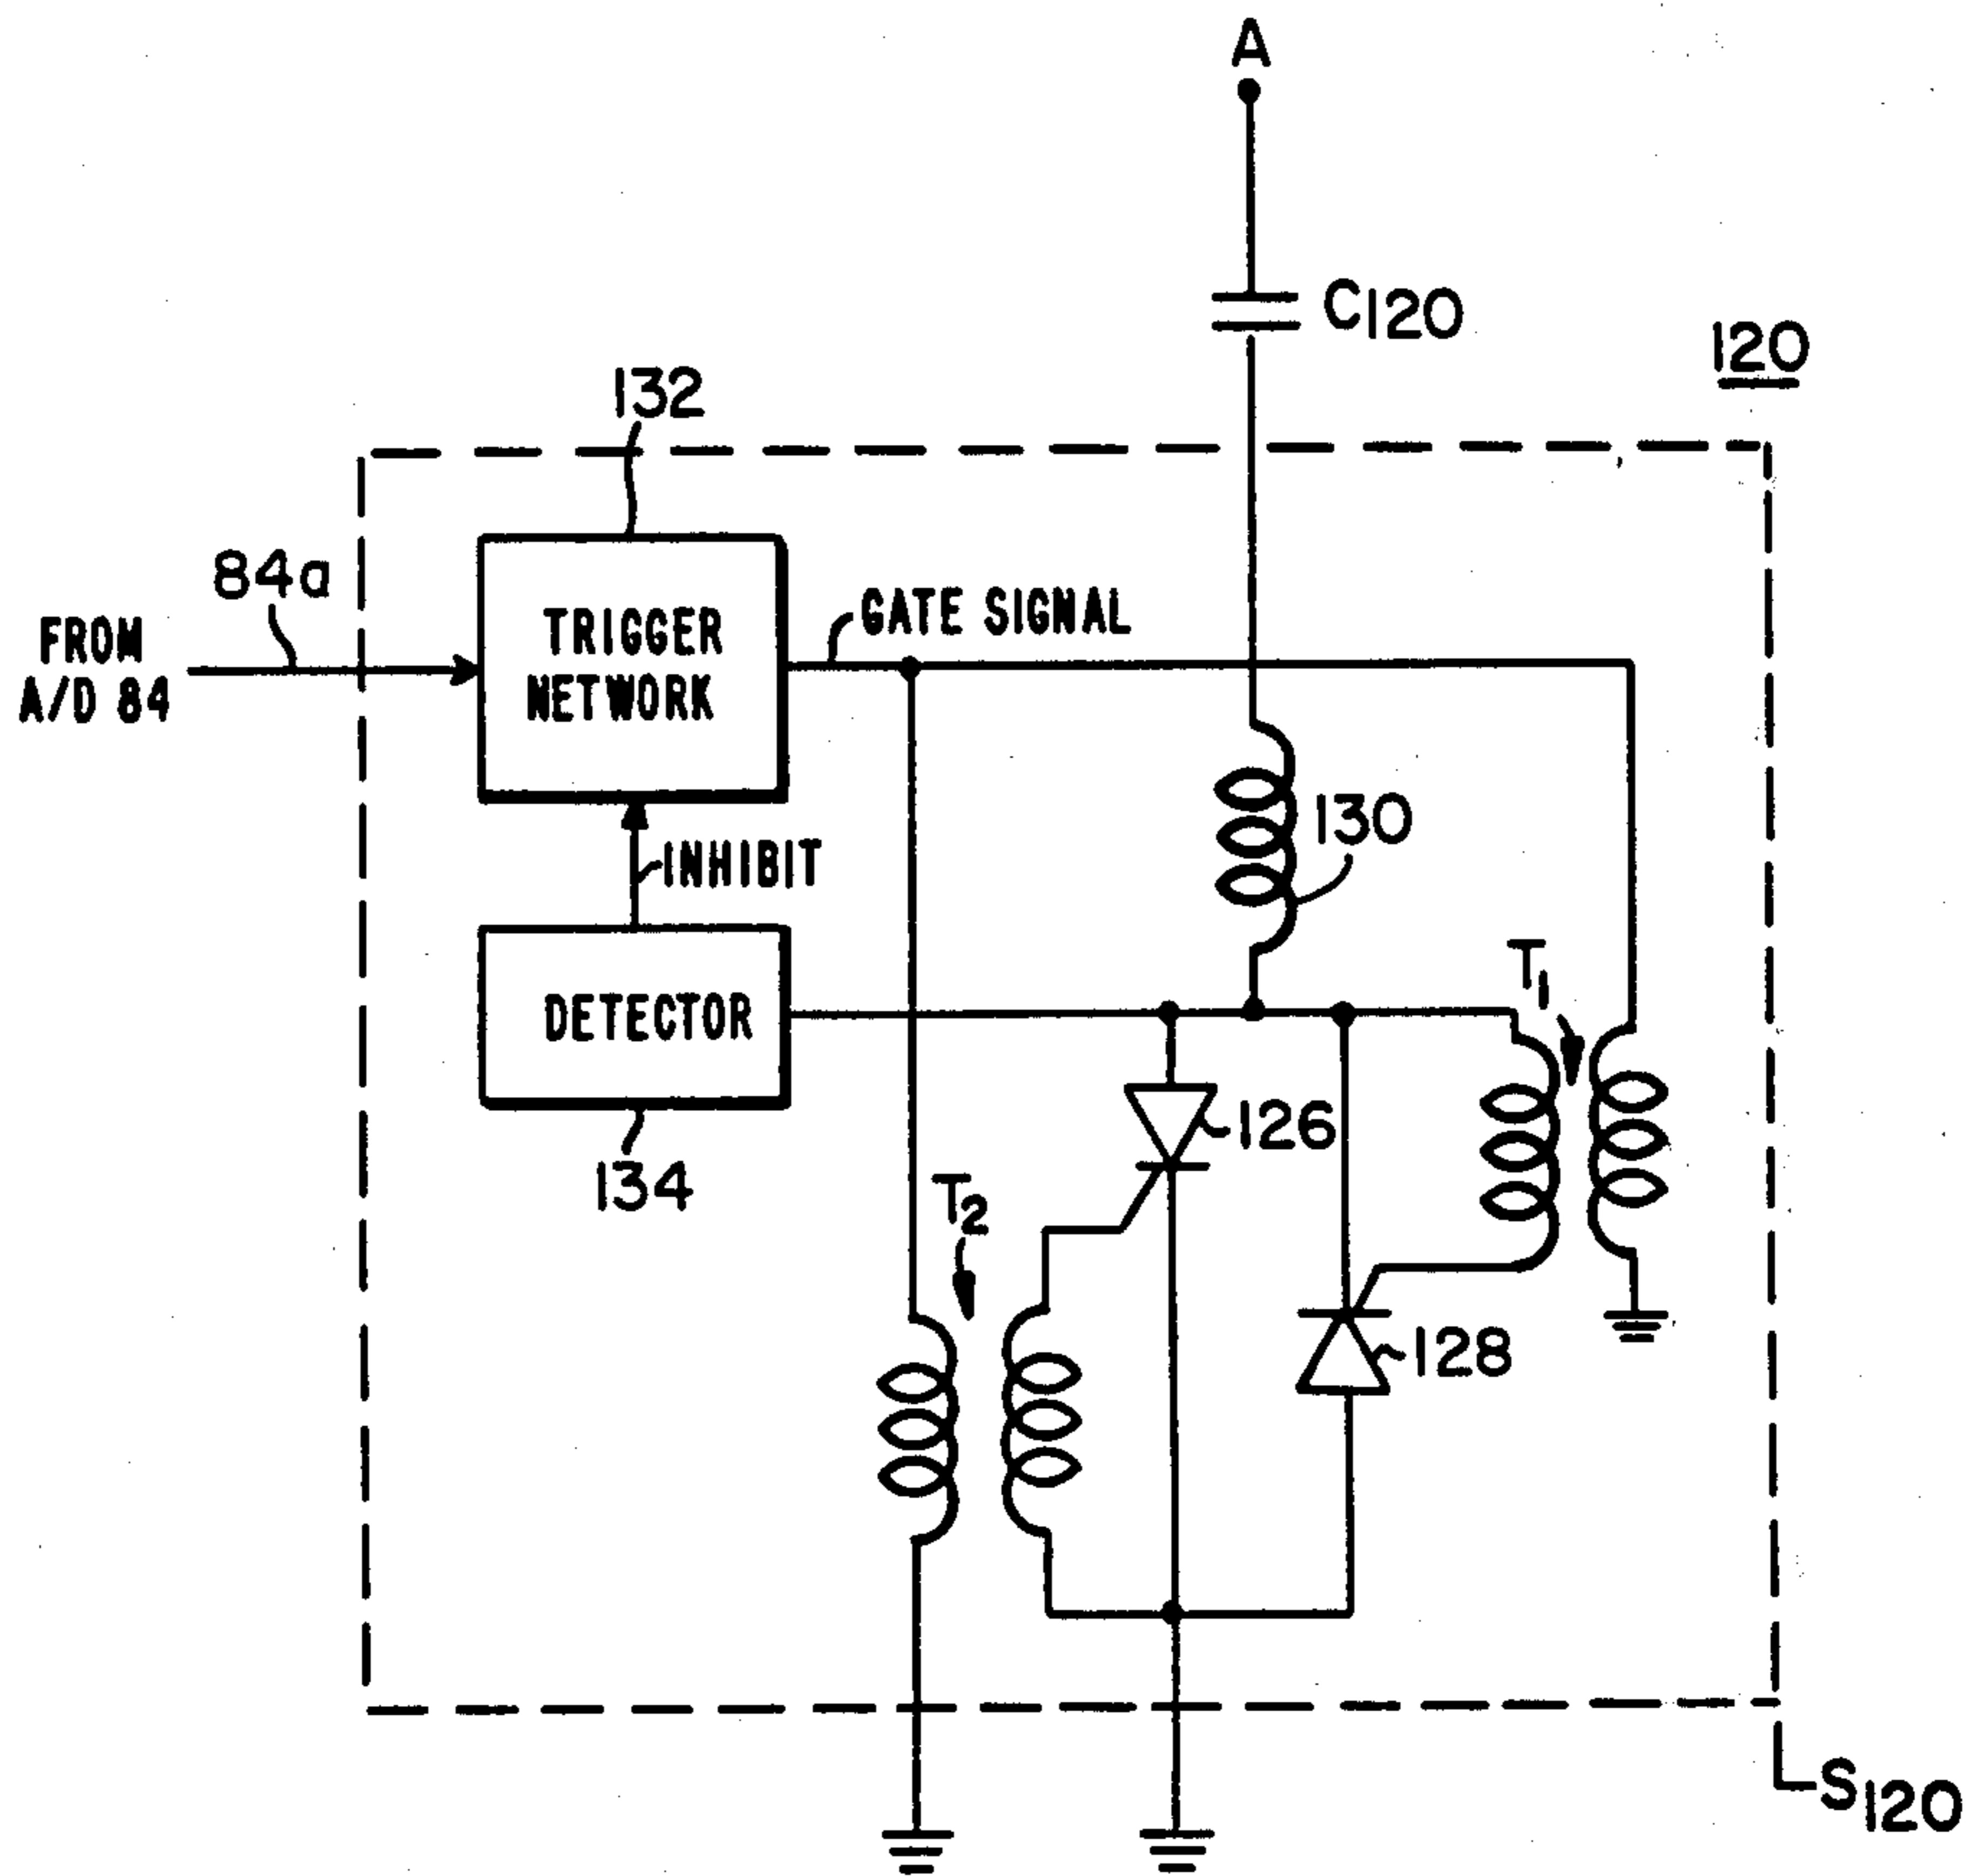 A
C120
120
132
84a
FROM
A/D 84
TRIGGER
NETWORK
GATE SIGNAL
INHIBIT
130
DETECTOR
T1
126
134
T2
128
S120